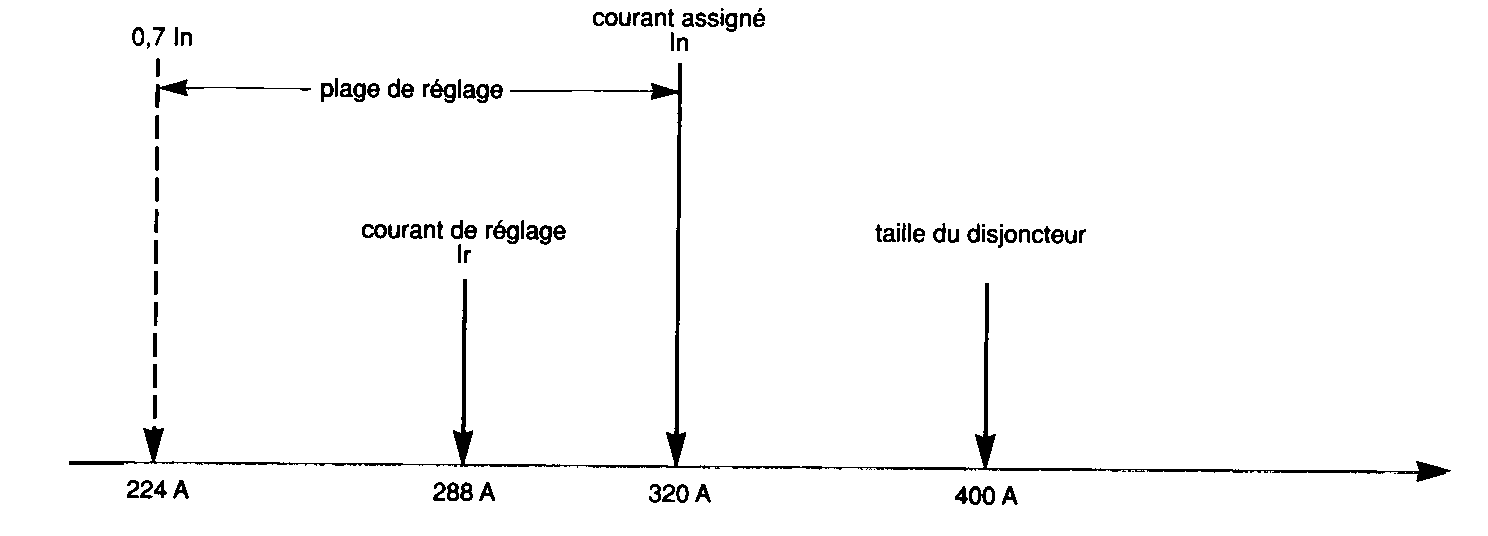 courant assigné
0,7 In
In
plage de réglage
courant de réglage
Ir
taille du disjoncteur
224 A
288 A
320 A
400 A